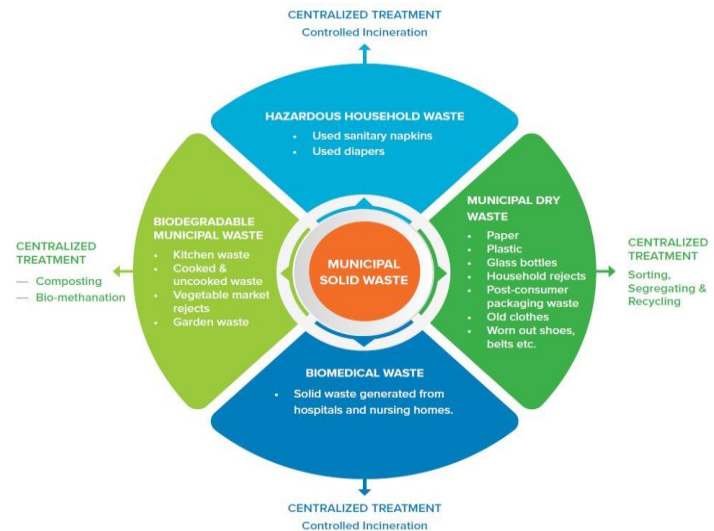 CENTRALIZED TREATMENT
Controlled Incineration
HAZARDOUS HOUSEHOLD WASTE
• Used sanitary napkins
• Used diapers
BIODEGRADABLE
MUNICIPAL WASTE
• Kitchen waste
• Cooked &
uncooked waste
• Vegetable market
rejects
• Garden waste
CENTRALIZED
TREATMENT
— Composting
— Bio-methanation
MUNICIPAL
SOLID WASTE
MUNICIPAL DRY
WASTE
• Paper
• Plastic
• Glass bottles
• Household rejects
• Post-consumer
packaging waste
• Old clothes
• Worn out shoes,
belts etc.
CENTRALIZED
TREATMENT
Sorting,
Segregating &
Recycling
BIOMEDICAL WASTE
• Solid waste generated from
hospitals and nursing homes.
CENTRALIZED TREATMENT
Controlled Incineration